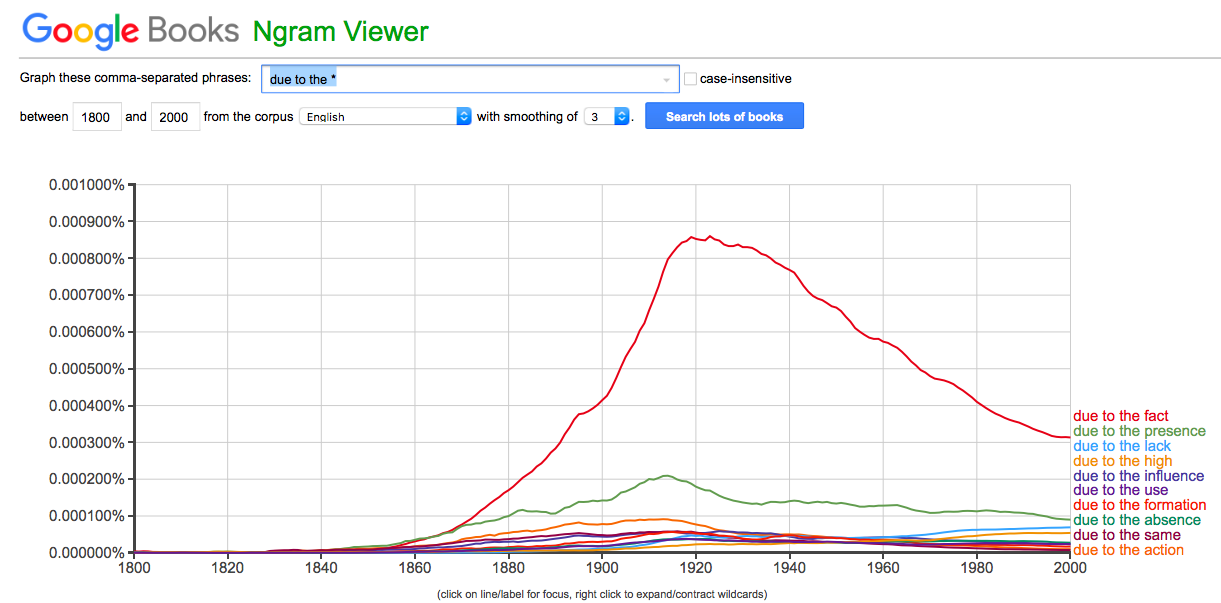 Google Books Ngram Viewer
Graph these comma-separated phrases: due to the * case-insensitive
between 1800 and 2000 from the corpus English with smoothing of 3 . Search lots of books
0.001000%
0.000900%
0.000800%
0.000700%
0.000600%
0.000500%
0.000400%
0.000300%
0.000200%
0.000100%
0.000000%
due to the fact
due to the presence
due to the lack
due to the high
due to the influence
due to the use
due to the formation
due to the absence
due to the same
due to the action
1800 1820 1840 1860 1880 1900 1920 1940 1960 1980 2000
(click on line/label for focus, right click to expand/contract wildcards)